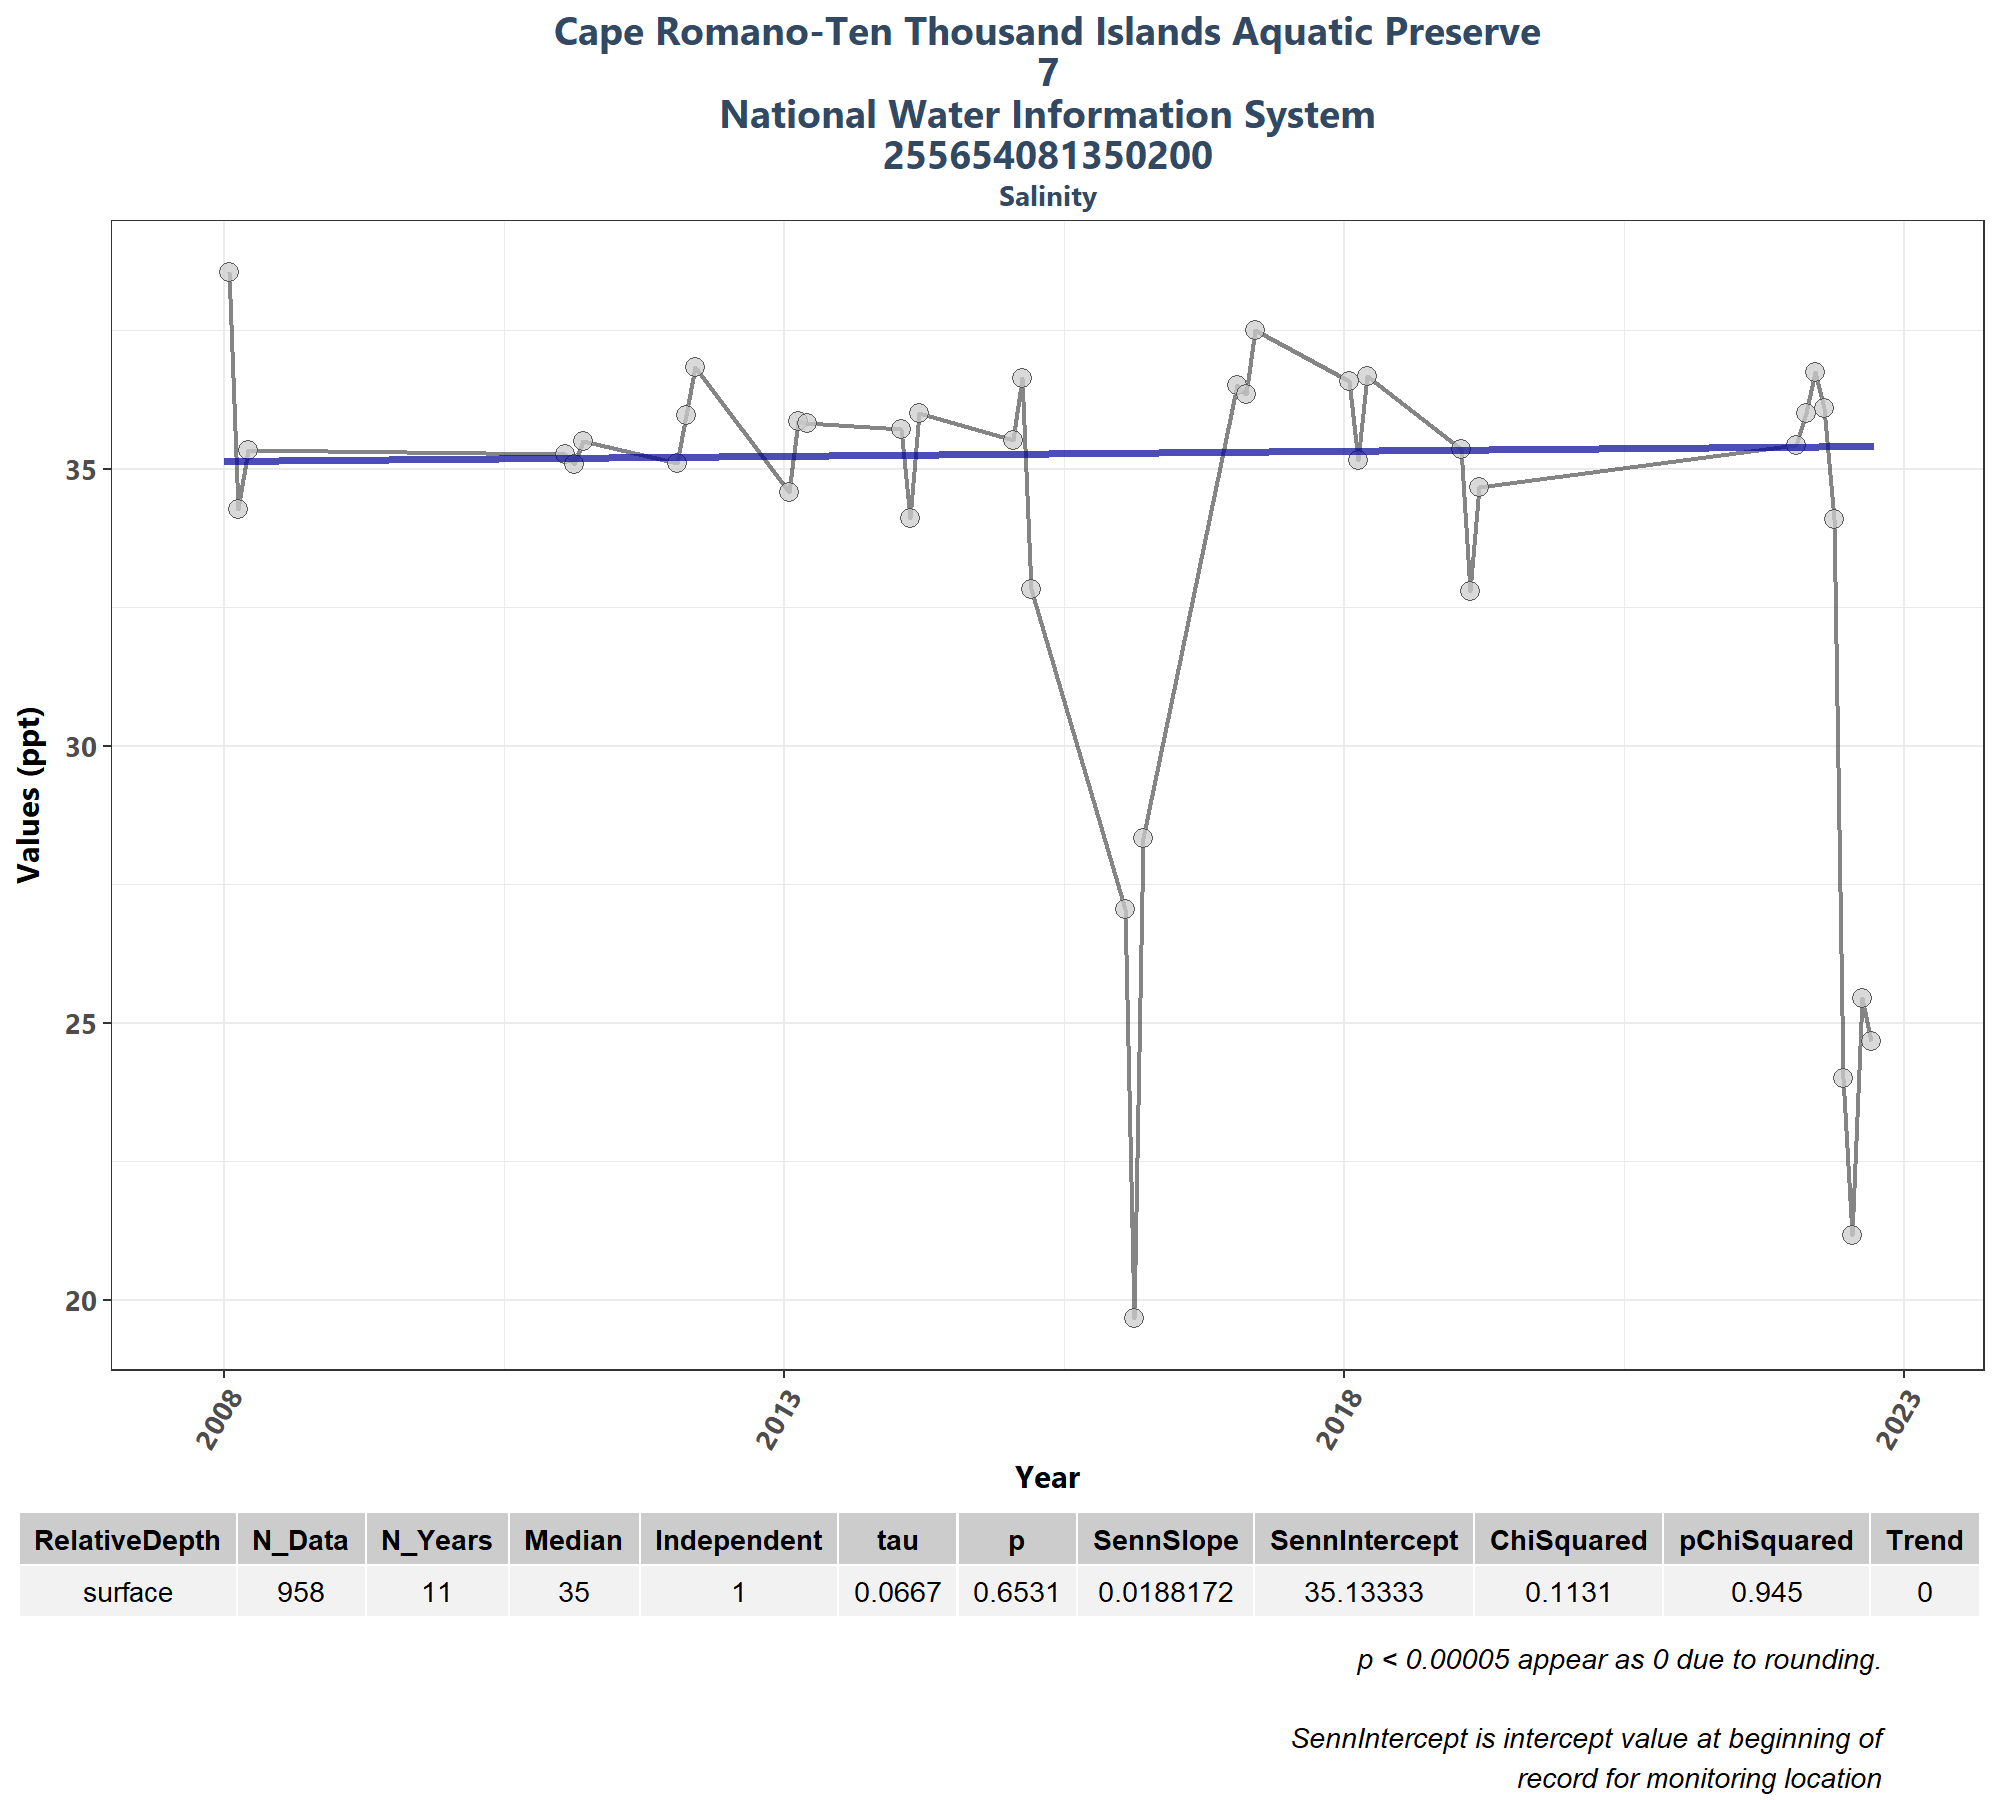 Cape Romano-Ten Thousand Islands Aquatic Preserve
7
National Water Information System
255654081350200
Salinity
Values (ppt)
35
30
25
20
2008
2013
2018
2023
Year
RelativeDepth N_Data N_Years Median Independent tau p SennSlope SennIntercept ChiSquared pChiSquared Trend
surface 958 11 35 1 0.0667 0.6531 0.0188172 35.13333 0.1131 0.945 0
p < 0.00005 appear as 0 due to rounding.
SennIntercept is intercept value at beginning of
record for monitoring location